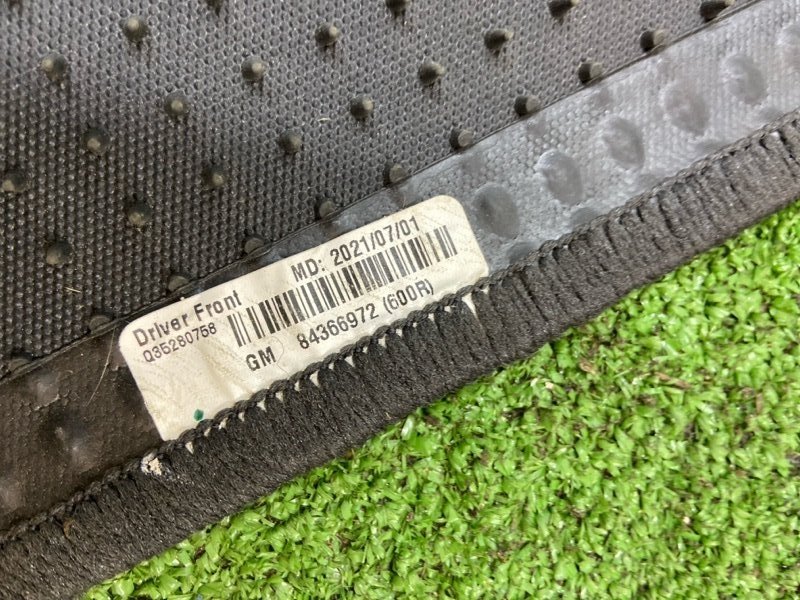 Driver Front MD: 2021/07/01
Q35280758
GM 84366972 (600R)